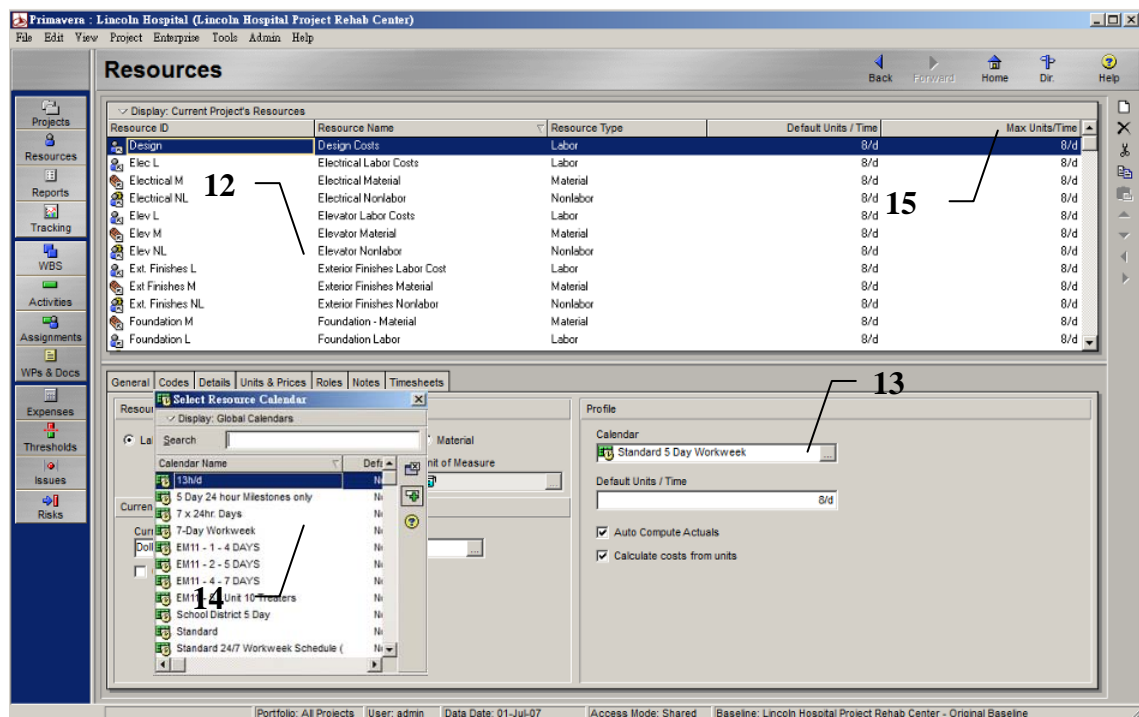 Primavera : Lincoln Hospital (Lincoln Hospital Project Rehab Center)
File Edit View Project Enterprise Tools Admin Help
Resources
Back Forward Home Dir. Help
Projects
Resources
Reports
Tracking
WBS
Activities
Assignments
WPs & Docs
Expenses
Thresholds
Issues
Risks
Display: Current Project's Resources
Resource ID Resource Name Resource Type Default Units / Time Max Units/Time
Design Design Costs Labor 8/d 8/d
Elec L Electrical Labor Costs Labor 8/d 8/d
Electrical M Electrical Material Material 8/d 8/d
Electrical NL Electrical Nonlabor Nonlabor 8/d 8/d
Elev L Elevator Labor Costs Labor 8/d 8/d
Elev M Elevator Material Material 8/d 8/d
Elev NL Elevator Nonlabor Nonlabor 8/d 8/d
Ext. Finishes L Exterior Finishes Labor Cost Labor 8/d 8/d
Ext Finishes M Exterior Finishes Material Material 8/d 8/d
Ext. Finishes NL Exterior Finishes Nonlabor Nonlabor 8/d 8/d
Foundation M Foundation - Material Material 8/d 8/d
Foundation L Foundation Labor Labor 8/d 8/d
12
15
General Codes Details Units & Prices Roles Notes Timesheets
13
Select Resource Calendar
Display: Global Calendars
Search
Calendar Name
13h/d
5 Day 24 hour Milestones only
7 x 24hr. Days
7-Day Workweek
EM11 - 1 - 4 DAYS
EM11 - 2 - 5 DAYS
EM11 - 4 - 7 DAYS
Unit 10 Treaters
School District 5 Day
Standard
Standard 24/7 Workweek Schedule (
14
Material
Profile
Calendar
Standard 5 Day Workweek ...
Default Units / Time
8/d
Auto Compute Actuals
Calculate costs from units
Portfolio: All Projects User: admin Data Date: 01-Jul-07 Access Mode: Shared Baseline: Lincoln Hospital Project Rehab Center - Original Baseline